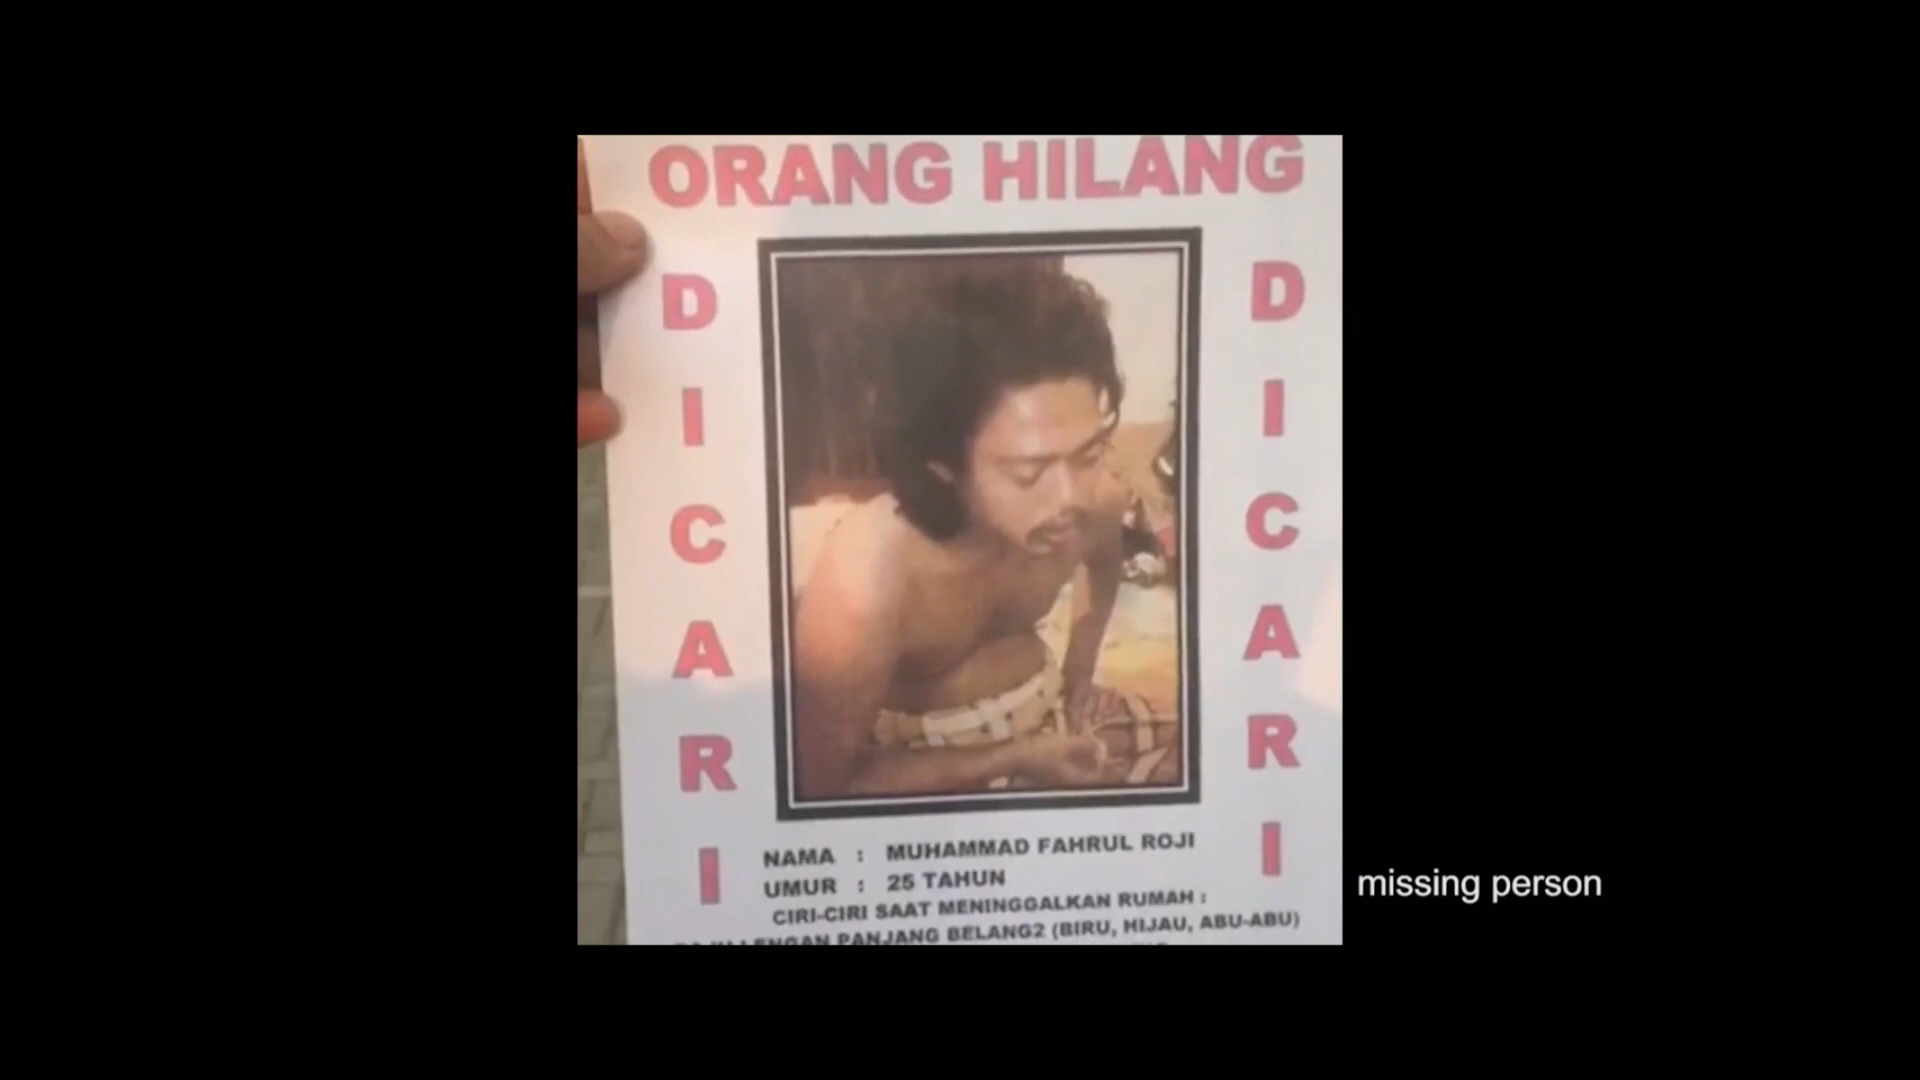 ORANG HILANG
DICARI
DICARI
NAMA : MUHAMMAD FAHRUL ROJI
UMUR : 25 TAHUN
CIRI-CIRI SAAT MENINGGALKAN RUMAH :
LENGAN PANJANG BELANG2 (BIRU, HIJAU, ABU-ABU)
missing person